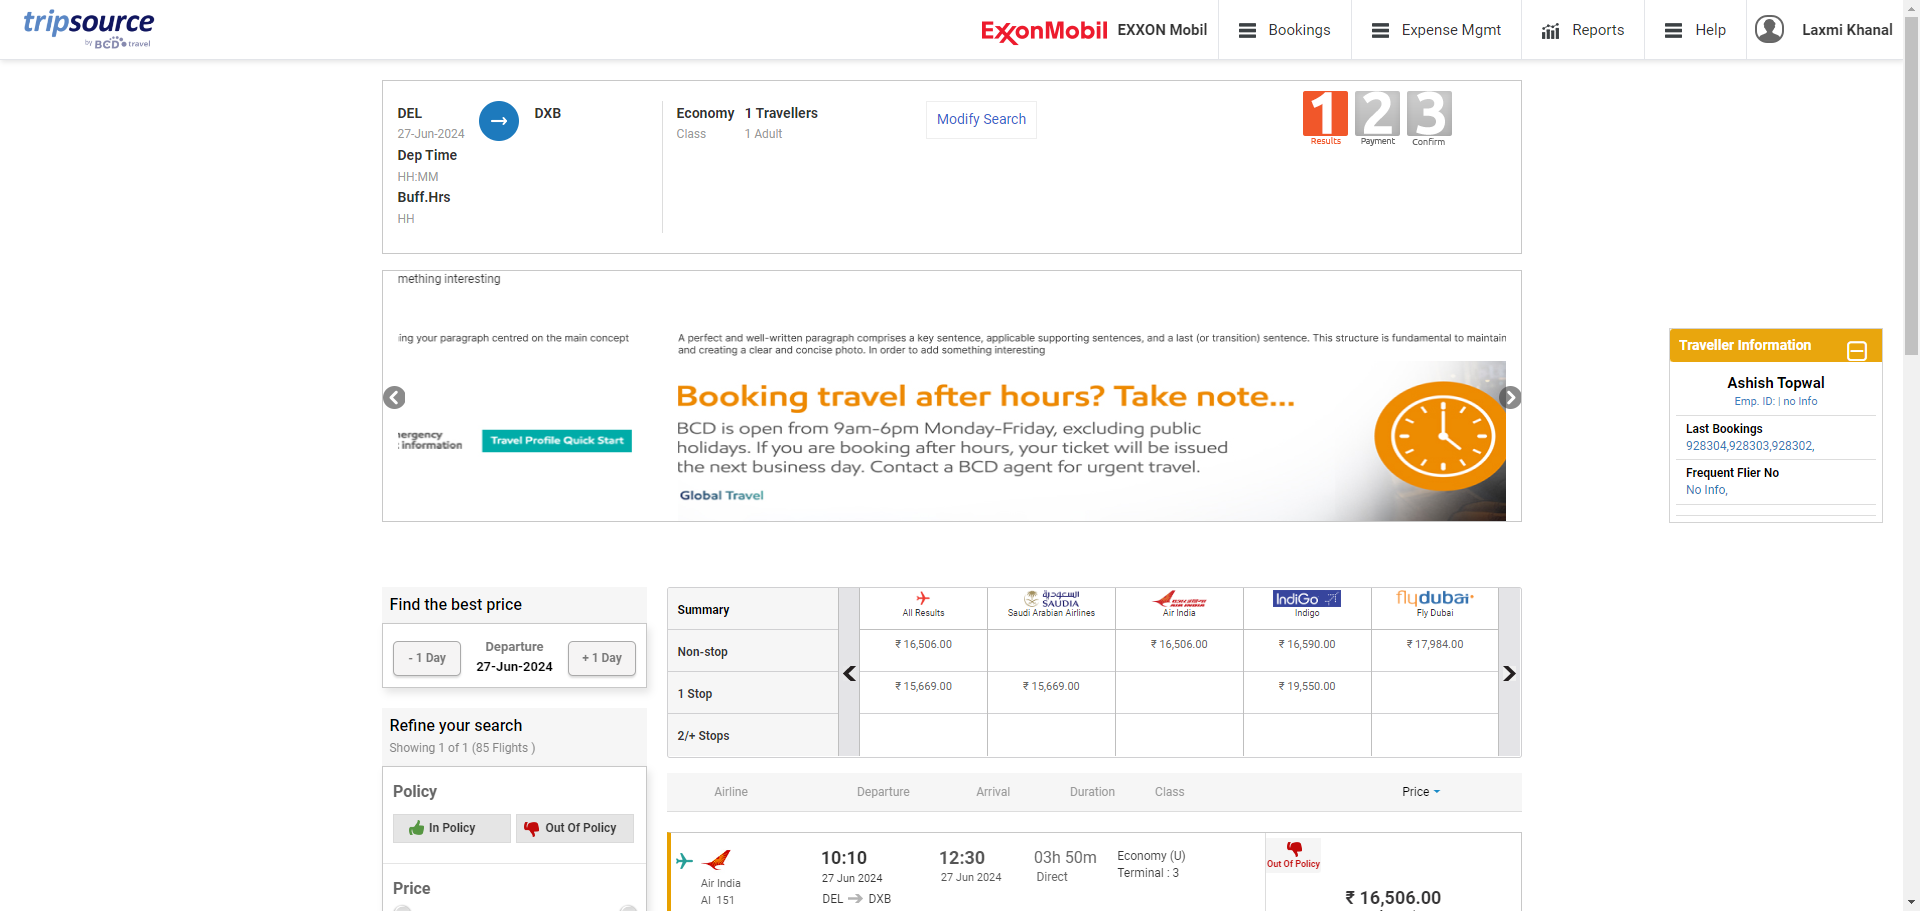 tripsource
by BCD travel
ExxonMobil EXXON Mobil
Bookings
Expense Mgmt
Reports
Help
Laxmi Khanal
DEL
27-Jun-2024
DXB
Dep Time
HH:MM
Buff.Hrs
HH
Economy
Class
1 Travellers
1 Adult
Modify Search
1 2 3
Results Payment Confirm
mething interesting
ing your paragraph centred on the main concept
A perfect and well-written paragraph comprises a key sentence, applicable supporting sentences, and a last (or transition) sentence. This structure is fundamental to maintain
and creating a clear and concise photo. In order to add something interesting
ergency
information
Travel Profile Quick Start
Booking travel after hours? Take note...
BCD is open from 9am-6pm Monday-Friday, excluding public
holidays. If you are booking after hours, your ticket will be issued
the next business day. Contact a BCD agent for urgent travel.
Global Travel
Traveller Information
Ashish Topwal
Emp. ID: | no Info
Last Bookings
928304,928303,928302,
Frequent Flier No
No Info,
Find the best price
- 1 Day
Departure
27-Jun-2024
+ 1 Day
Refine your search
Showing 1 of 1 (85 Flights )
Policy
In Policy
Out Of Policy
Price
Summary
All Results
السعودية
SAUDIA
Saudi Arabian Airlines
AIR INDIA
Air India
IndiGo
Indigo
flydubai
Fly Dubai
Non-stop
₹ 16,506.00
₹ 16,506.00
₹ 16,590.00
₹ 17,984.00
1 Stop
₹ 15,669.00
₹ 15,669.00
₹ 19,550.00
2/+ Stops
Airline
Departure
Arrival
Duration
Class
Price
Air India
AI 151
10:10
27 Jun 2024
DEL DXB
12:30
27 Jun 2024
03h 50m
Direct
Economy (U)
Terminal : 3
Out Of Policy
₹ 16,506.00